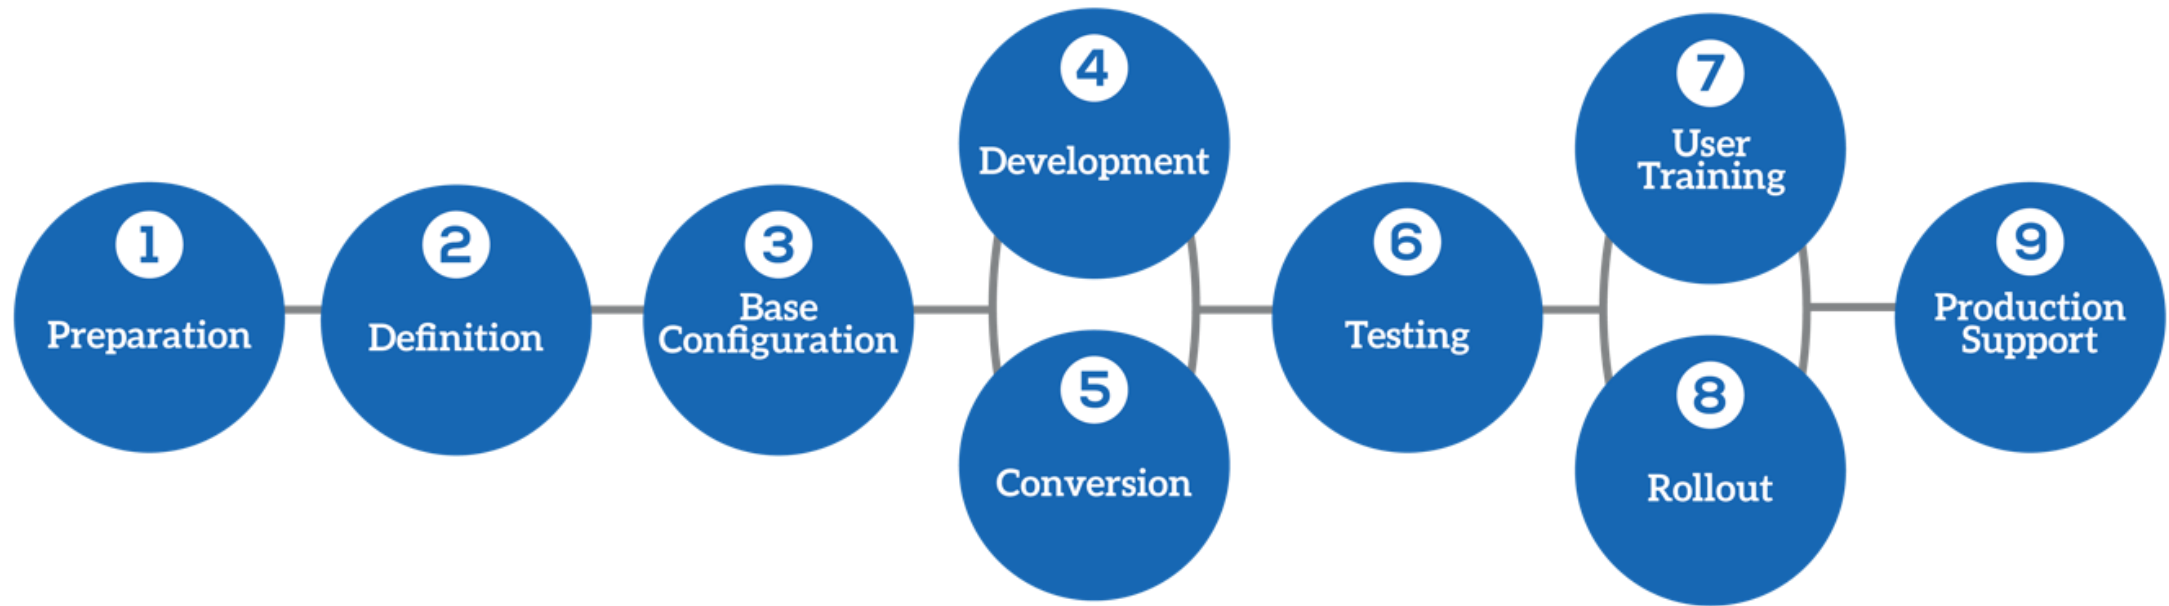 1
Preparation
2
Definition
3
Base
Configuration
4
Development
5
Conversion
6
Testing
7
User
Training
8
Rollout
9
Production
Support